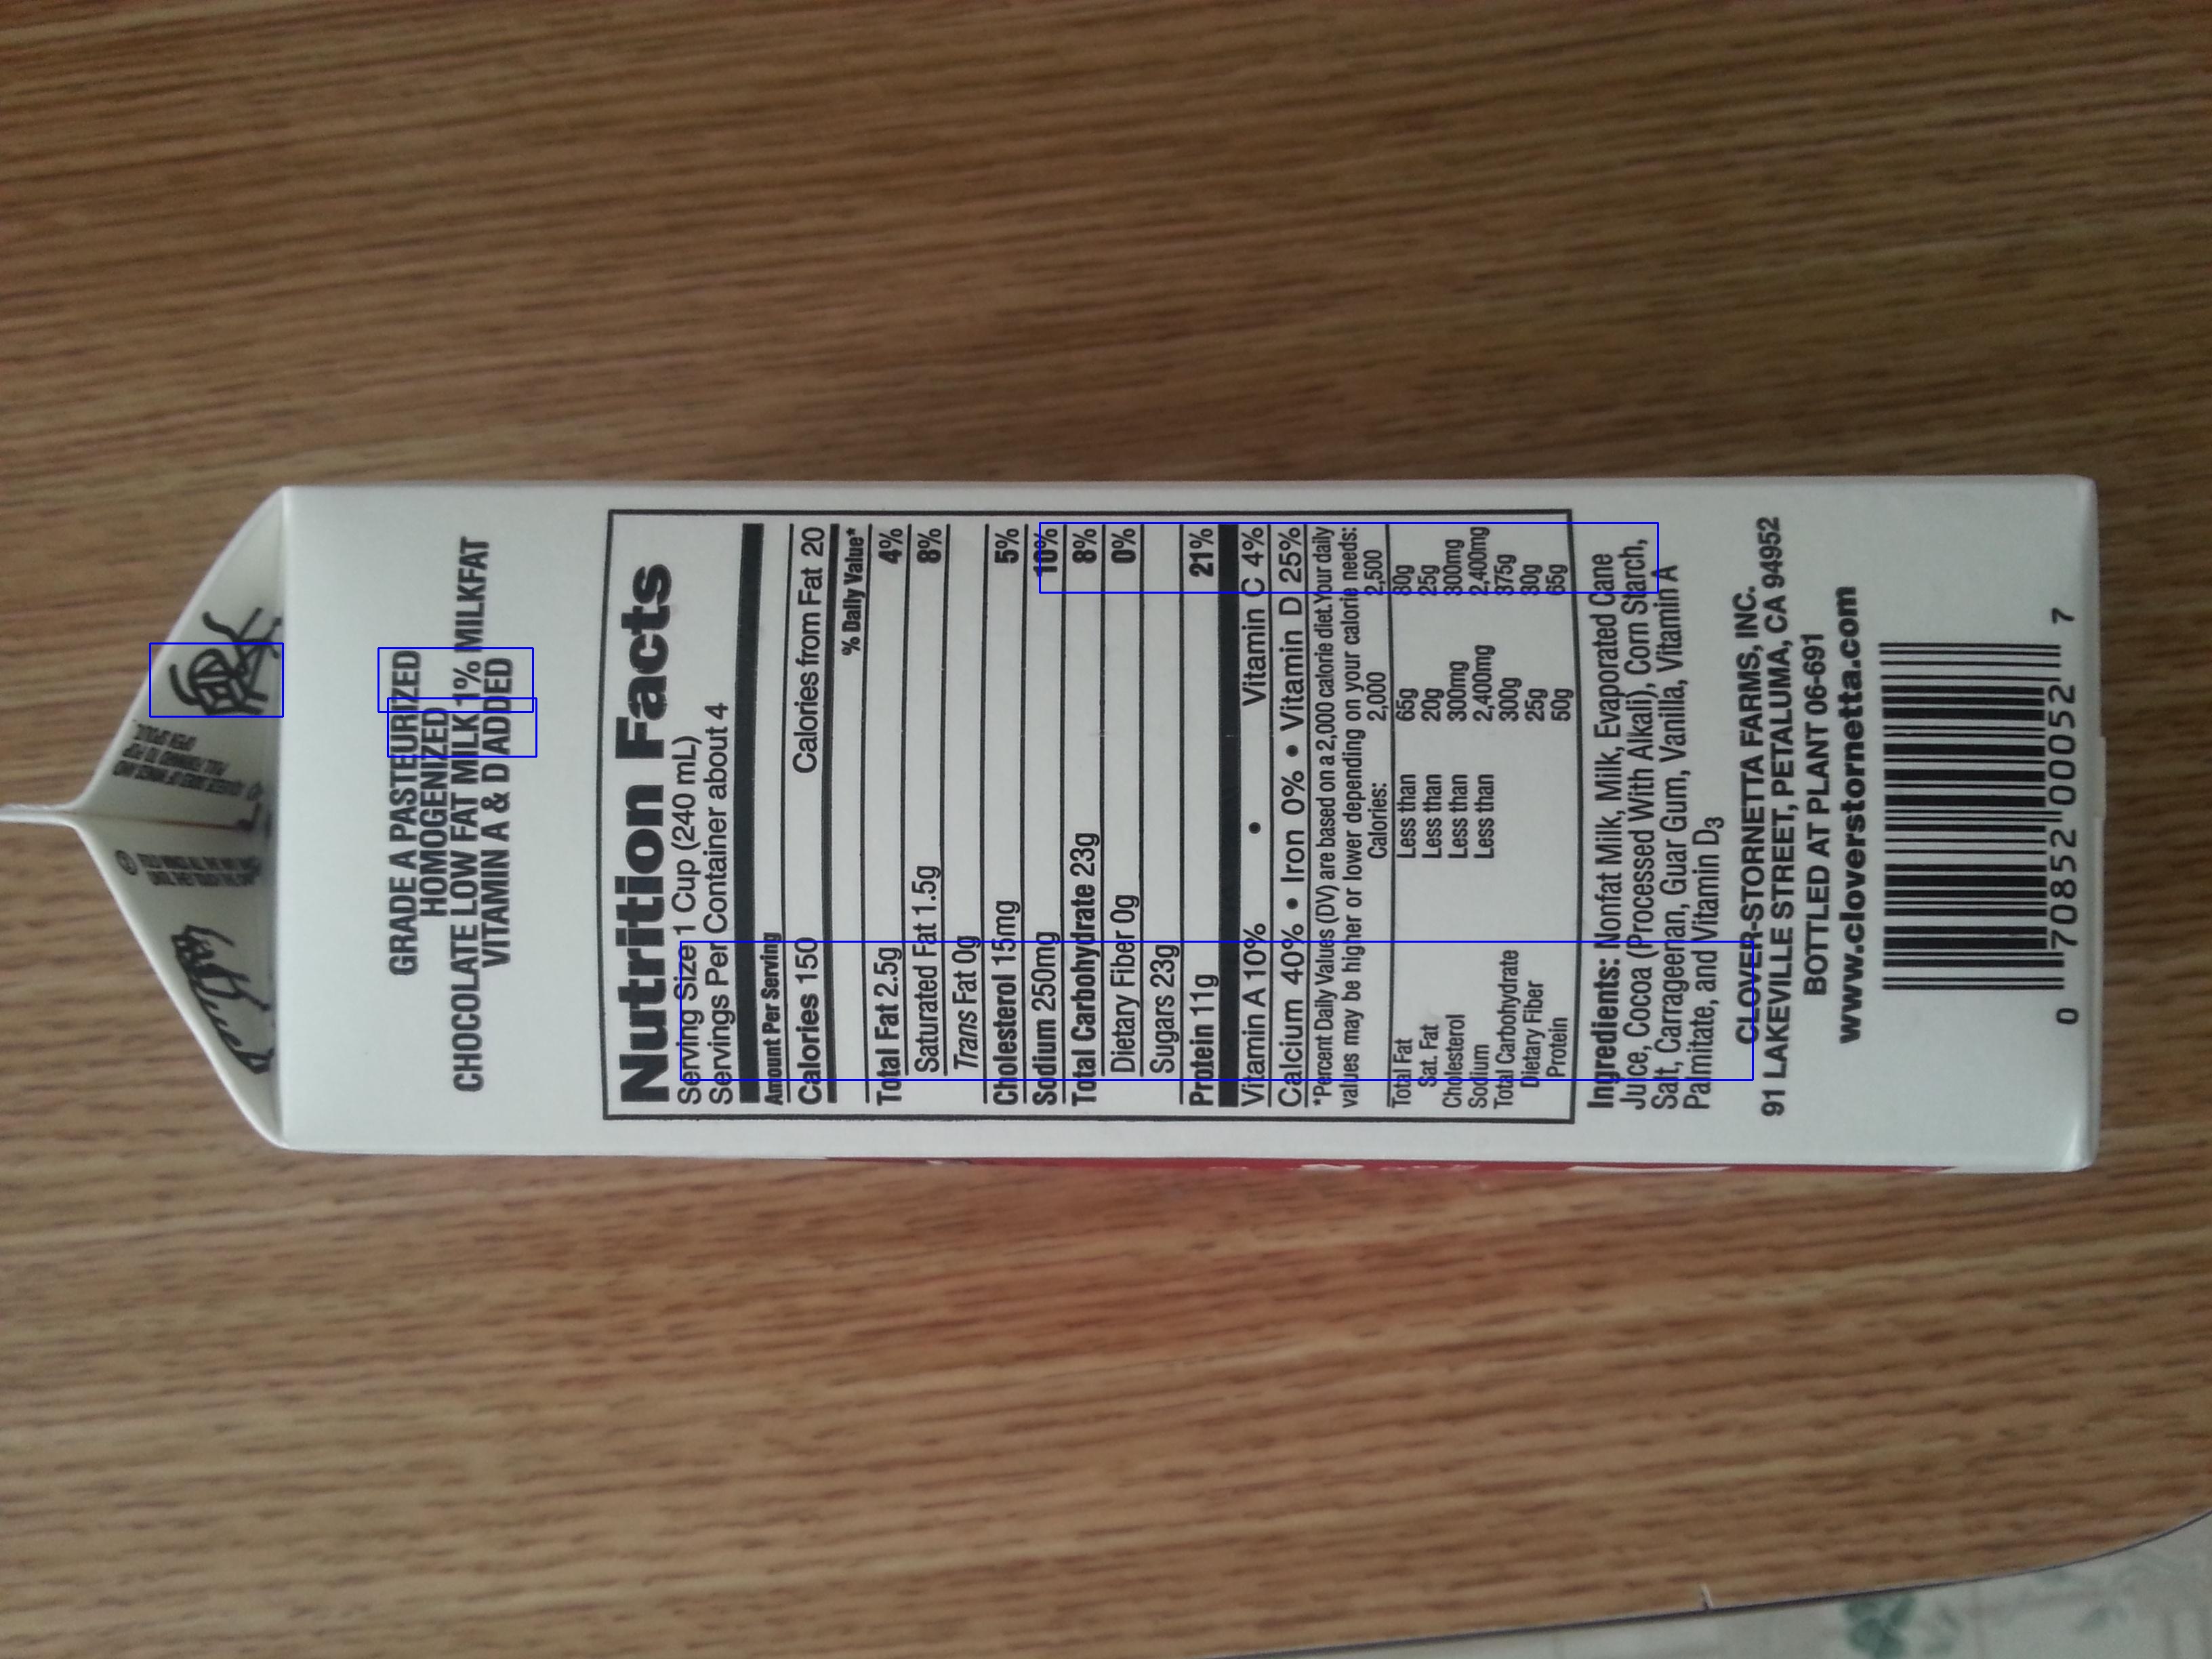 GRADE A PASTEURIZED
HOMOGENIZED
CHOCOLATE LOW FAT MILK 1% MILKFAT
VITAMIN A & D ADDED
Nutrition Facts
Serving Size 1 Cup (240 mL)
Servings Per Container about 4
Amount Per Serving
Calories 150 Calories from Fat 20
% Daily Value*
Total Fat 2.5g 4%
Saturated Fat 1.5g 8%
Trans Fat 0g
Cholesterol 15mg 5%
Sodium 250mg 10%
Total Carbohydrate 23g 8%
Dietary Fiber 0g 0%
Sugars 23g
Protein 11g 21%
Vitamin A 10% • Vitamin C 4%
Calcium 40% • Iron 0% • Vitamin D 25%
*Percent Daily Values (DV) are based on a 2,000 calorie diet.Your daily
values may be higher or lower depending on your calorie needs:
Calories: 2,000 2,500
Total Fat Less than 65g 80g
Sat. Fat Less than 20g 25g
Cholesterol Less than 300mg 300mg
Sodium Less than 2,400mg 2,400mg
Total Carbohydrate 300g 375g
Dietary Fiber 25g 30g
Protein 50g 65g
Ingredients: Nonfat Milk, Milk, Evaporated Cane
Juice, Cocoa (Processed With Alkali), Corn Starch,
Salt, Carrageenan, Guar Gum, Vanilla, Vitamin A
Palmitate, and Vitamin D3
CLOVER-STORNETTA FARMS, INC.
91 LAKEVILLE STREET, PETALUMA, CA 94952
BOTTLED AT PLANT 06-691
www.cloverstornetta.com
0 70852 00052 7